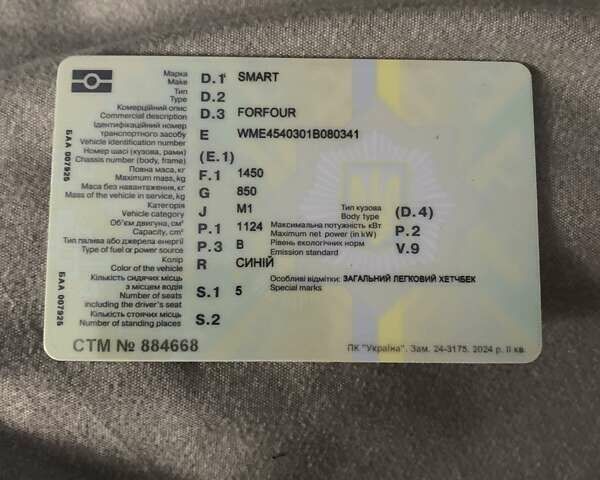 Марка
Make D.1 SMART
Тип
Type D.2
Комерційний опис
Commercial description D.3 FORFOUR
Ідентифікаційний номер
транспортного засобу
Vehicle identification number E WME4540301B080341
Номер шасі (кузова, рами)
Chassis number (body, frame) (E.1)
Повна маса, кг
Maximum mass, kg F.1 1450
Маса без навантаження, кг
Mass of the vehicle in service, kg G 850
Категорія
Vehicle category J M1
Тип кузова
Body type (D.4)
Об'єм двигуна, см³
Capacity, cm³ P.1 1124
Максимальна потужність кВт
Maximum net power (in kW) P.2
Тип палива або джерела енергії
Type of fuel or power source P.3 B
Рівень екологічних норм
Emission standard V.9
Колір
Color of the vehicle R СИНІЙ
Кількість сидячих місць
з місцем водія
Number of seats
including the driver's seat S.1 5
Особливі відмітки: ЗАГАЛЬНИЙ ЛЕГКОВИЙ ХЕТЧБЕК
Special marks
Кількість стоячих місць
Number of standing places S.2
СТМ № 884668
ПК "Україна". Зам. 24-3175. 2024 р. II кв.
БАА 007925
БАА 007925